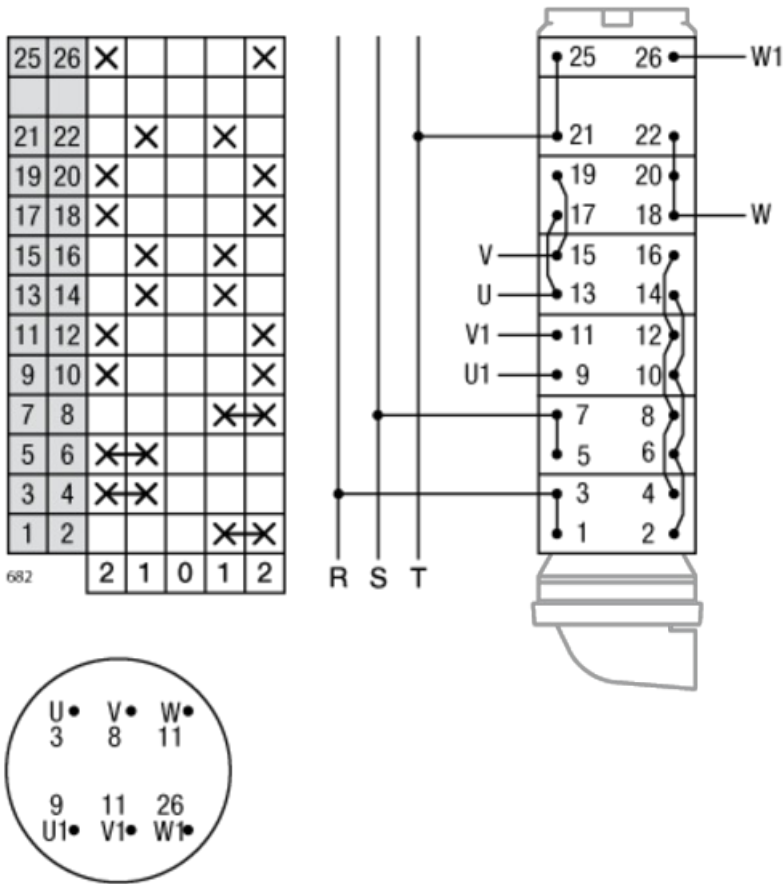 25 26
21 22
19 20
17 18
15 16
13 14
11 12
9 10
7 8
5 6
3 4
1 2
682
2 1 0 1 2
R S T
25 26 W1
21 22
19 20
17 18 W
V 15 16
U 13 14
V1 11 12
U1 9 10
7 8
5 6
3 4
1 2
U V W
3 8 11
9 11 26
U1 V1 W1